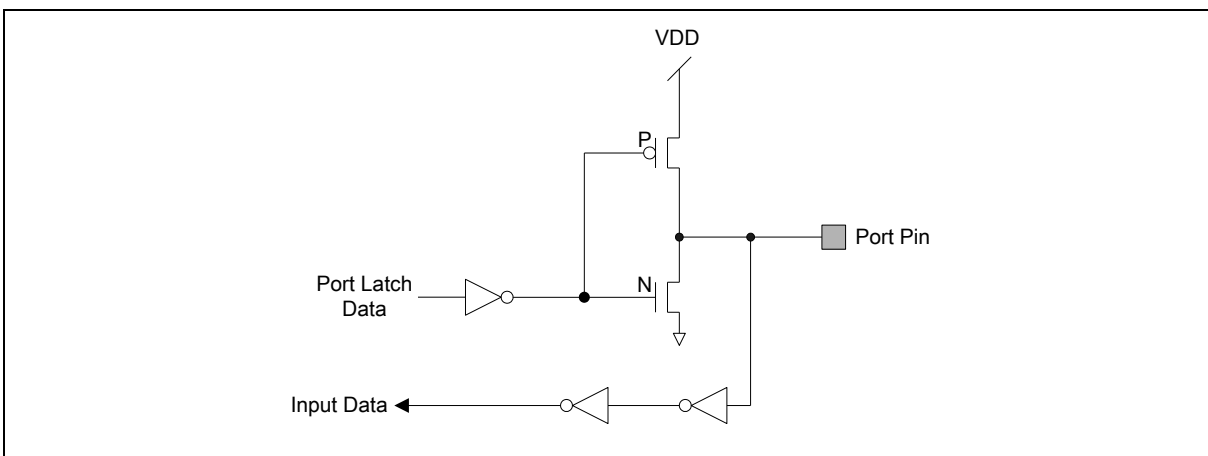 VDD
P
Port Pin
N
Port Latch
Data
Input Data